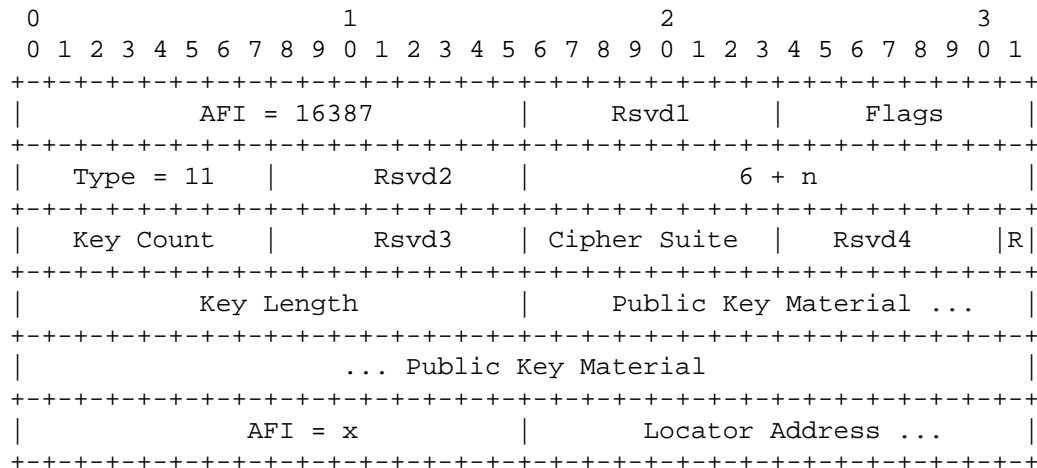 0                   1                   2                   3
 0 1 2 3 4 5 6 7 8 9 0 1 2 3 4 5 6 7 8 9 0 1 2 3 4 5 6 7 8 9 0 1
+-+-+-+-+-+-+-+-+-+-+-+-+-+-+-+-+-+-+-+-+-+-+-+-+-+-+-+-+-+-+-+-+
|           AFI = 16387         |     Rsvd1     |     Flags     |
+-+-+-+-+-+-+-+-+-+-+-+-+-+-+-+-+-+-+-+-+-+-+-+-+-+-+-+-+-+-+-+-+
|   Type = 11   |      Rsvd2    |             6 + n             |
+-+-+-+-+-+-+-+-+-+-+-+-+-+-+-+-+-+-+-+-+-+-+-+-+-+-+-+-+-+-+-+-+
|   Key Count   |      Rsvd3    | Cipher Suite  |   Rsvd4     |R|
+-+-+-+-+-+-+-+-+-+-+-+-+-+-+-+-+-+-+-+-+-+-+-+-+-+-+-+-+-+-+-+-+
|           Key Length          |     Public Key Material ...   |
+-+-+-+-+-+-+-+-+-+-+-+-+-+-+-+-+-+-+-+-+-+-+-+-+-+-+-+-+-+-+-+-+
|                    ... Public Key Material                    |
+-+-+-+-+-+-+-+-+-+-+-+-+-+-+-+-+-+-+-+-+-+-+-+-+-+-+-+-+-+-+-+-+
|              AFI = x          |       Locator Address ...     |
+-+-+-+-+-+-+-+-+-+-+-+-+-+-+-+-+-+-+-+-+-+-+-+-+-+-+-+-+-+-+-+-+